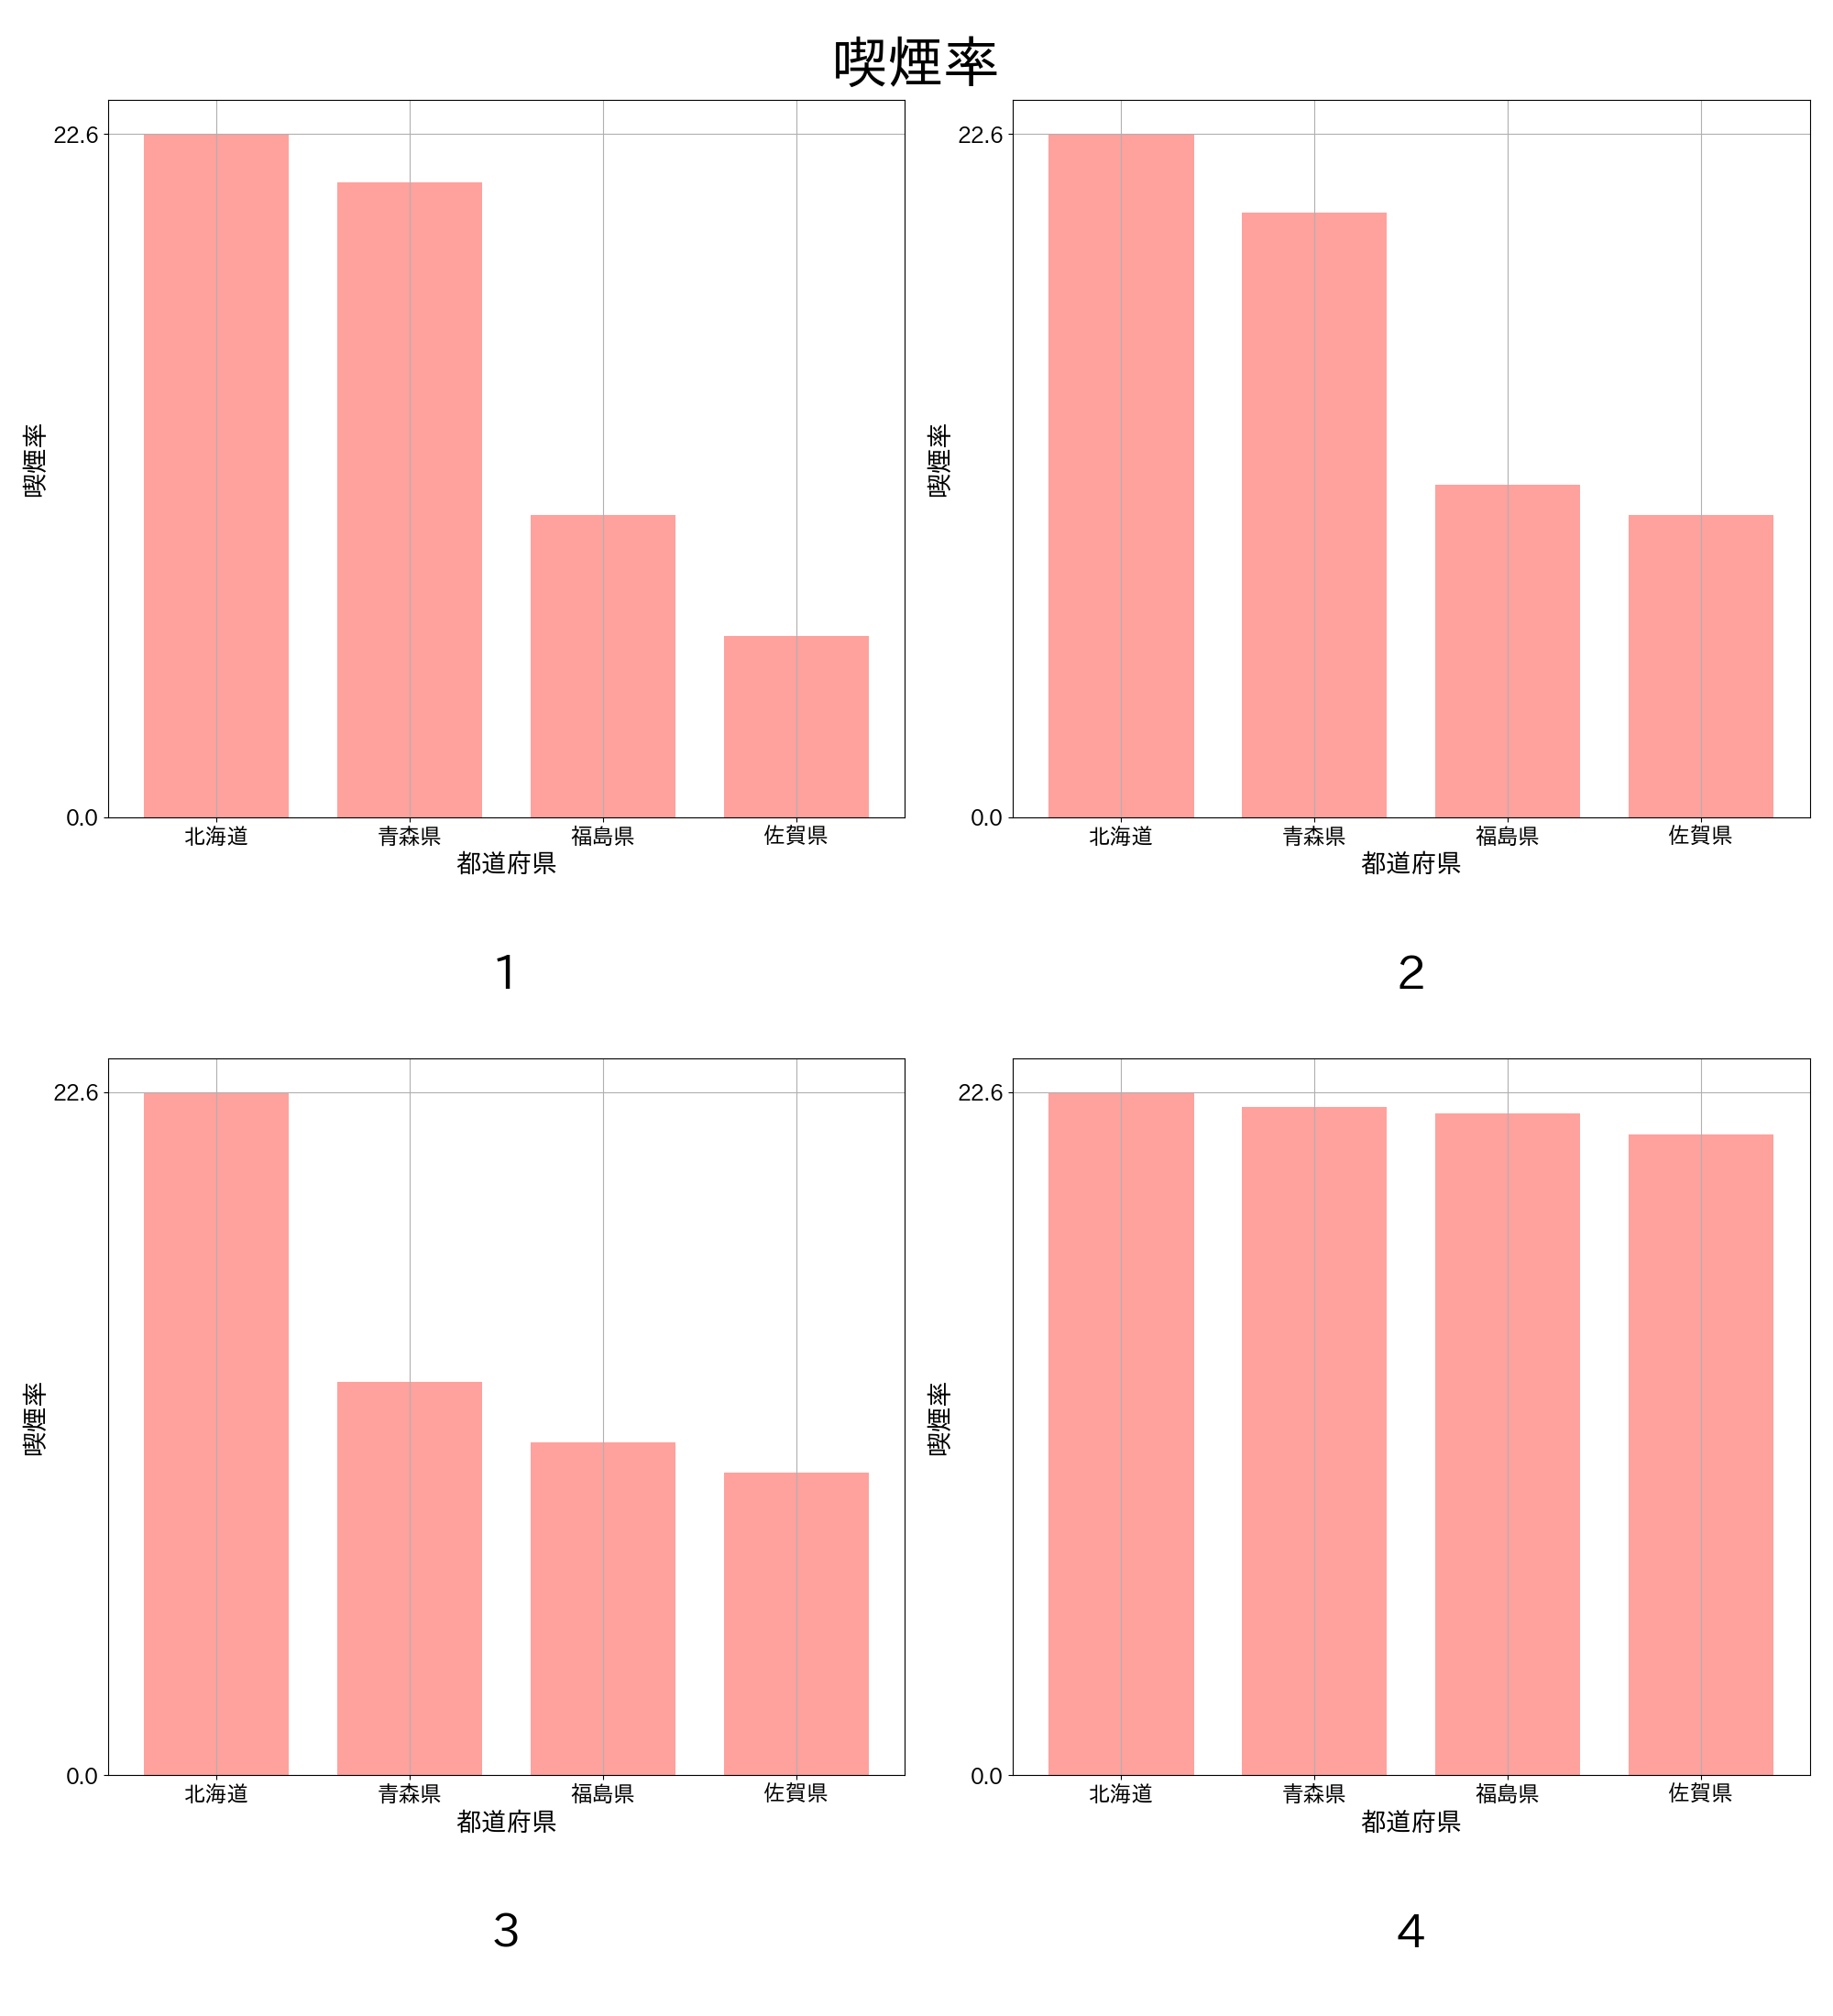 喫煙率
22.6
0.0
喫煙率
北海道 青森県 福島県 佐賀県
都道府県
1
22.6
0.0
喫煙率
北海道 青森県 福島県 佐賀県
都道府県
2
22.6
0.0
喫煙率
北海道 青森県 福島県 佐賀県
都道府県
3
22.6
0.0
喫煙率
北海道 青森県 福島県 佐賀県
都道府県
4